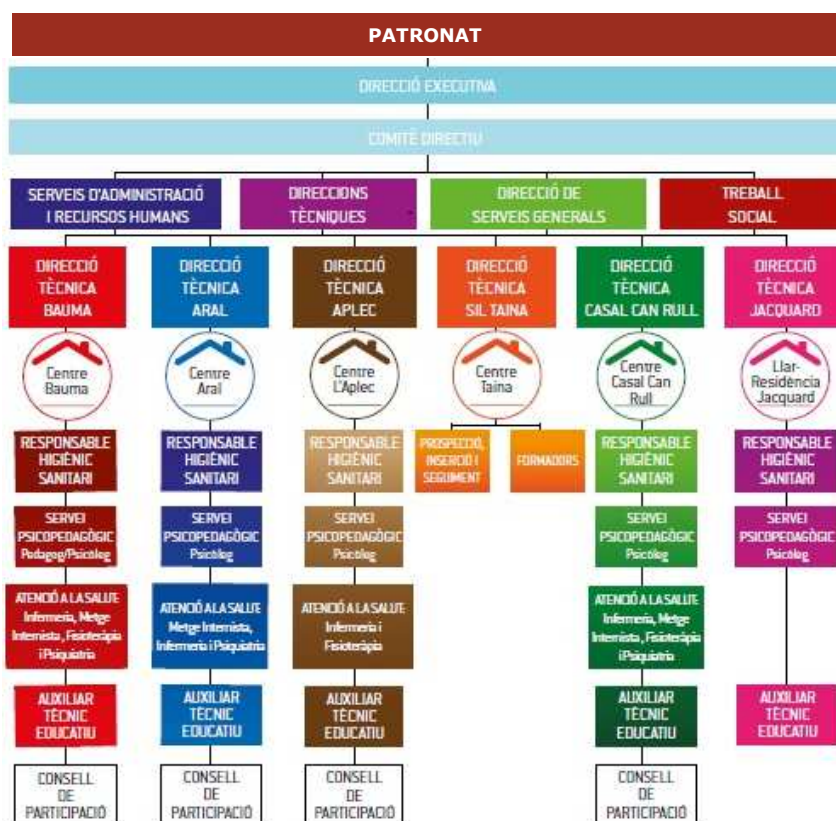 PATRONAT
DIRECCIÓ EXECUTIVA
COMITÈ DIRECTIU
SERVEIS D'ADMINISTRACIÓ
I RECURSOS HUMANS
DIRECCIONS
TÈCNIQUES
DIRECCIÓ DE
SERVEIS GENERALS
TREBALL
SOCIAL
DIRECCIÓ
TÈCNICA
BAUMA
DIRECCIÓ
TÈCNICA
ARAL
DIRECCIÓ
TÈCNICA
APLEC
DIRECCIÓ
TÈCNICA
SIL TAINA
DIRECCIÓ
TÈCNICA
CASAL CAN RULL
DIRECCIÓ
TÈCNICA
JACQUARD
Centre
Bauma
Centre
Aral
Centre
L'Aplec
Centre
Taina
Centre
Casal Can
Rull
Llar-
Residència
Jacquard
RESPONSABLE
HIGIÈNIC
SANITARI
RESPONSABLE
HIGIÈNIC
SANITARI
RESPONSABLE
HIGIÈNIC
SANITARI
PROSPECCIÓ,
INSERCIÓ I
SEGUIMENT
FORMADORS
RESPONSABLE
HIGIÈNIC
SANITARI
RESPONSABLE
HIGIÈNIC
SANITARI
SERVEI
PSICOPEDAGÒGIC
Pedagog/Psicòleg
SERVEI
PSICOPEDAGÒGIC
Psicòleg
SERVEI
PSICOPEDAGÒGIC
Psicòleg
SERVEI
PSICOPEDAGÒGIC
Psicòleg
SERVEI
PSICOPEDAGÒGIC
Psicòleg
ATENCIÓ A LA SALUT:
Infermeria, Metge
Internista, Fisioteràpia
i Psiquiatria
ATENCIÓ A LA SALUT:
Metge Internista,
Infermeria i Psiquiatria
ATENCIÓ A LA SALUT:
Infermeria i
Fisioteràpia
ATENCIÓ A LA SALUT:
Infermeria, Metge
Internista, Fisioteràpia
i Psiquiatria
AUXILIAR
TÈCNIC
EDUCATIU
AUXILIAR
TÈCNIC
EDUCATIU
AUXILIAR
TÈCNIC
EDUCATIU
AUXILIAR
TÈCNIC
EDUCATIU
AUXILIAR
TÈCNIC
EDUCATIU
CONSELL
DE
PARTICIPACIÓ
CONSELL
DE
PARTICIPACIÓ
CONSELL
DE
PARTICIPACIÓ
CONSELL
DE
PARTICIPACIÓ